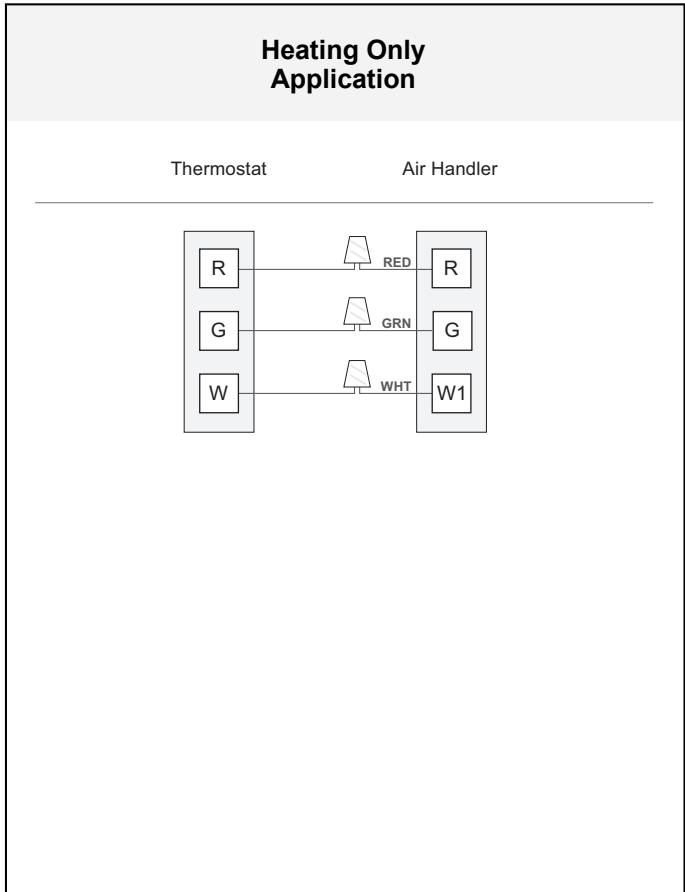 Heating Only
Application
Thermostat Air Handler
R RED R
G GRN G
W WHT W1